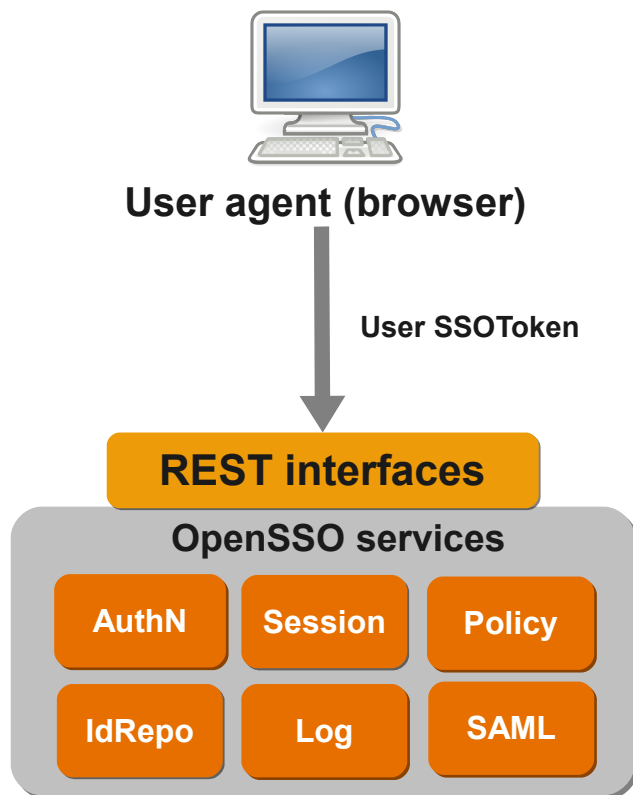 User agent (browser)
User SSOToken
REST interfaces
OpenSSO services
AuthN
Session
Policy
IdRepo
Log
SAML